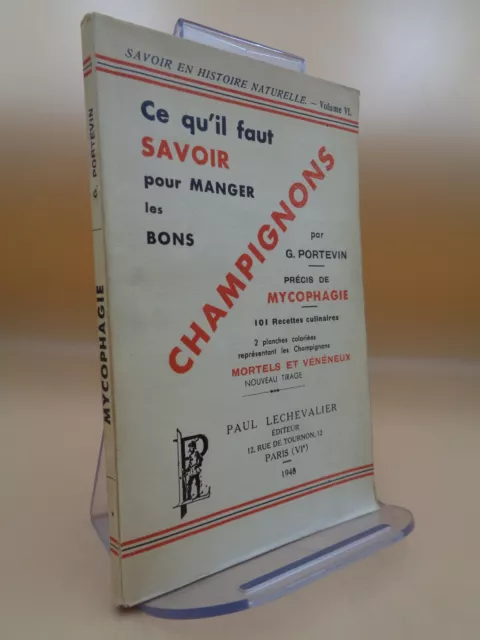 SAVOIR EN HISTOIRE NATURELLE. — Volume VI.
Ce qu'il faut
SAVOIR
pour MANGER
les
BONS
CHAMPIGNONS
par
G. PORTEVIN
PRÉCIS DE
MYCOPHAGIE
101 Recettes culinaires
2 planches coloriées
représentant les Champignons
MORTELS ET VÉNÉNEUX
NOUVEAU TIRAGE
PAUL LECHEVALIER
ÉDITEUR
12, RUE DE TOURNON, 12
PARIS (VIe)
1948
G. PORTEVIN
MYCOPHAGIE